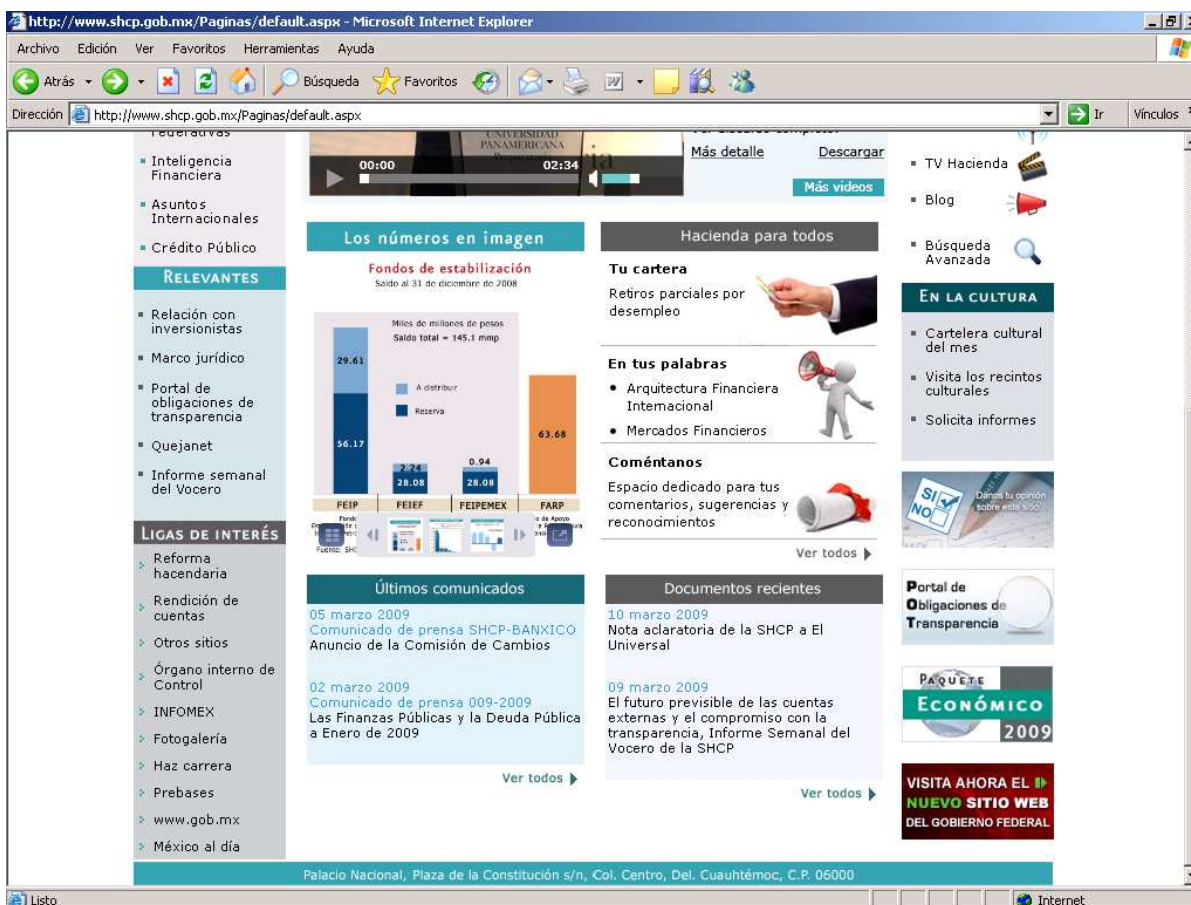 http://www.shcp.gob.mx/Paginas/default.aspx - Microsoft Internet Explorer
Archivo Edición Ver Favoritos Herramientas Ayuda
Atrás Búsqueda Favoritos
Dirección http://www.shcp.gob.mx/Paginas/default.aspx Ir Vínculos
Federativas
Inteligencia
Financiera
Asuntos
Internacionales
Crédito Público
RELEVANTES
Relación con
inversionistas
Marco jurídico
Portal de
obligaciones de
transparencia
Quejanet
Informe semanal
del Vocero
LIGAS DE INTERÉS
Reforma
hacendaria
Rendición de
cuentas
Otros sitios
Órgano interno de
Control
INFOMEX
Fotogalería
Haz carrera
Prebases
www.gob.mx
México al día
UNIVERSIDAD
PANAMERICANA
00:00 02:34
Más detalle Descargar
Más videos
Los números en imagen
Fondos de estabilización
Saldo al 31 de diciembre de 2008
Miles de millones de pesos
Saldo total = 145.1 mmp
A distribuir
Reserva
29.61
56.17
2.24
28.08
0.94
28.08
63.68
FEIP FEIEF FEIPEMEX FARP
Hacienda para todos
Tu cartera
Retiros parciales por
desempleo
En tus palabras
Arquitectura Financiera
Internacional
Mercados Financieros
Coméntanos
Espacio dedicado para tus
comentarios, sugerencias y
reconocimientos
Ver todos
Últimos comunicados
05 marzo 2009
Comunicado de prensa SHCP-BANXICO
Anuncio de la Comisión de Cambios
02 marzo 2009
Comunicado de prensa 009-2009
Las Finanzas Públicas y la Deuda Pública
a Enero de 2009
Ver todos
Documentos recientes
10 marzo 2009
Nota aclaratoria de la SHCP a El
Universal
09 marzo 2009
El futuro previsible de las cuentas
externas y el compromiso con la
transparencia, Informe Semanal del
Vocero de la SHCP
Ver todos
TV Hacienda
Blog
Búsqueda
Avanzada
EN LA CULTURA
Cartelera cultural
del mes
Visita los recintos
culturales
Solicita informes
SI
NO
Danos tu opinión
sobre este sitio
Portal de
Obligaciones de
Transparencia
PAQUETE
ECONÓMICO
2009
VISITA AHORA EL
NUEVO SITIO WEB
DEL GOBIERNO FEDERAL
Palacio Nacional, Plaza de la Constitución s/n, Col. Centro, Del. Cuauhtémoc, C.P. 06000
Listo Internet